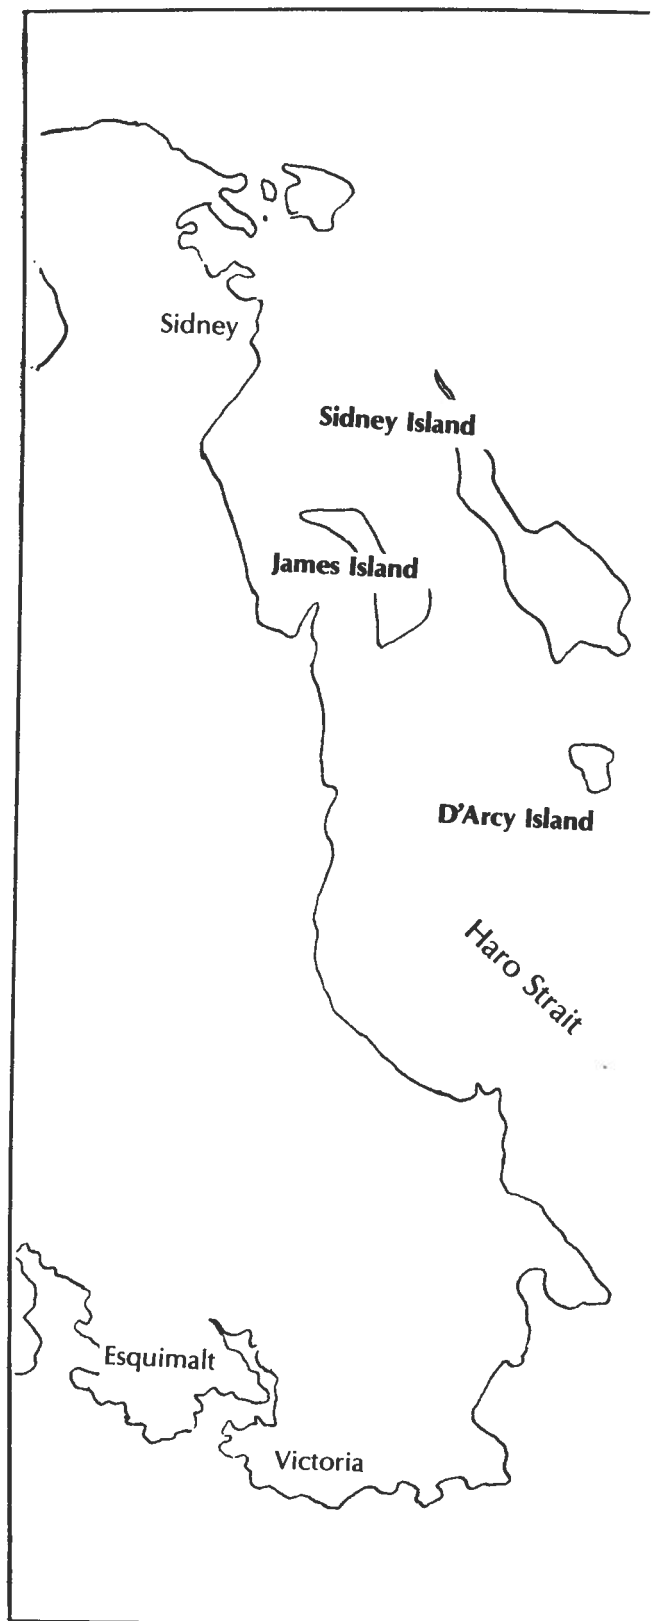 Sidney
Sidney Island
James Island
D'Arcy Island
Haro Strait
Esquimalt
Victoria